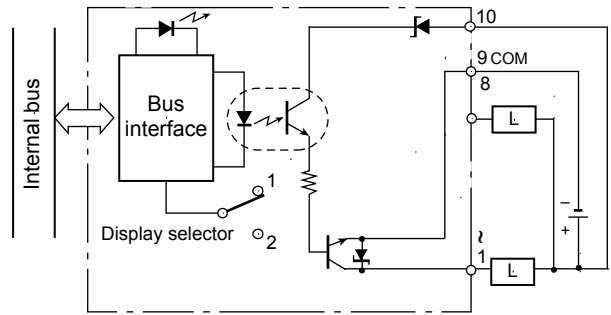 10
9 COM
8
Internal bus
Bus
interface
L
1
Display selector
2
−
+
~
1
L